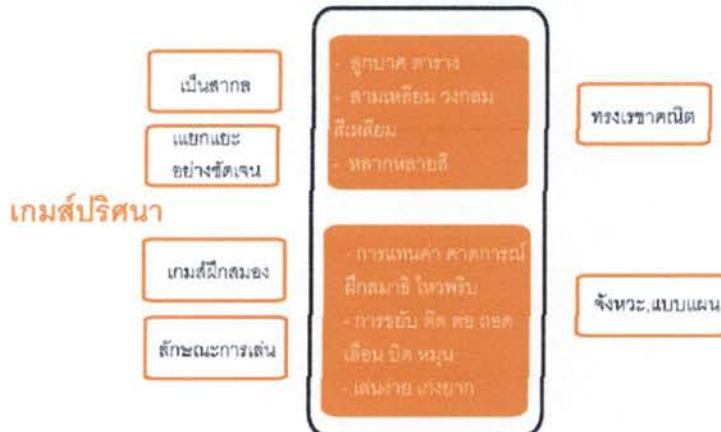 เป็นสากล
แยกแยะ
อย่างชัดเจน
เกมส์ปริศนา
เกมส์ฝึกสมอง
ลักษณะการเล่น
- ลูกบาศ ตาราง
- สามเหลี่ยม วงกลม
สี่เหลี่ยม
- หลากหลายสี
- การแทนค่า คาดการณ์
ฝึกสมาธิ ไหวพริบ
- การขยับ ติด ต่อ ถอด
เลื่อน บิด หมุน
- เล่นง่าย เก่งยาก
ทรงเรขาคณิต
จังหวะ,แบบแผน